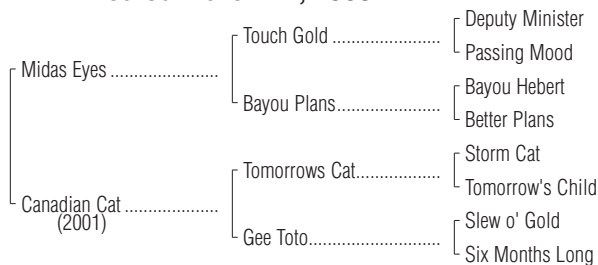 Touch Gold ........................
Deputy Minister
Passing Mood
Midas Eyes ........................
Bayou Plans.......................
Bayou Hebert
Better Plans
Tomorrows Cat...................
Storm Cat
Tomorrow's Child
Canadian Cat .....................
(2001)
Gee Toto.............................
Slew o' Gold
Six Months Long